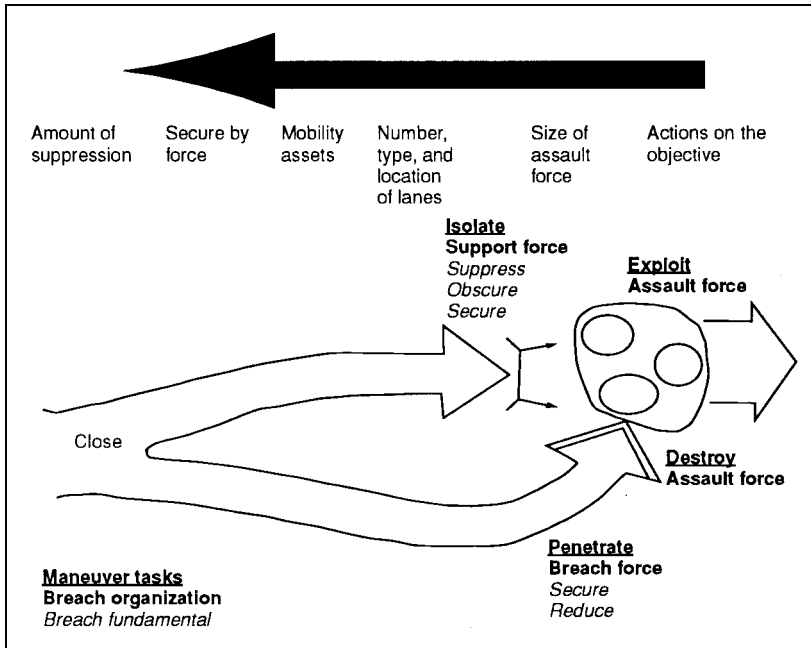 Amount of
suppression
Secure by
force
Mobility
assets
Number,
type, and
location
of lanes
Size of
assault
force
Actions on the
objective
Isolate
Support force
Suppress
Obscure
Secure
Exploit
Assault force
Close
Destroy
Assault force
Penetrate
Breach force
Secure
Reduce
Maneuver tasks
Breach organization
Breach fundamental